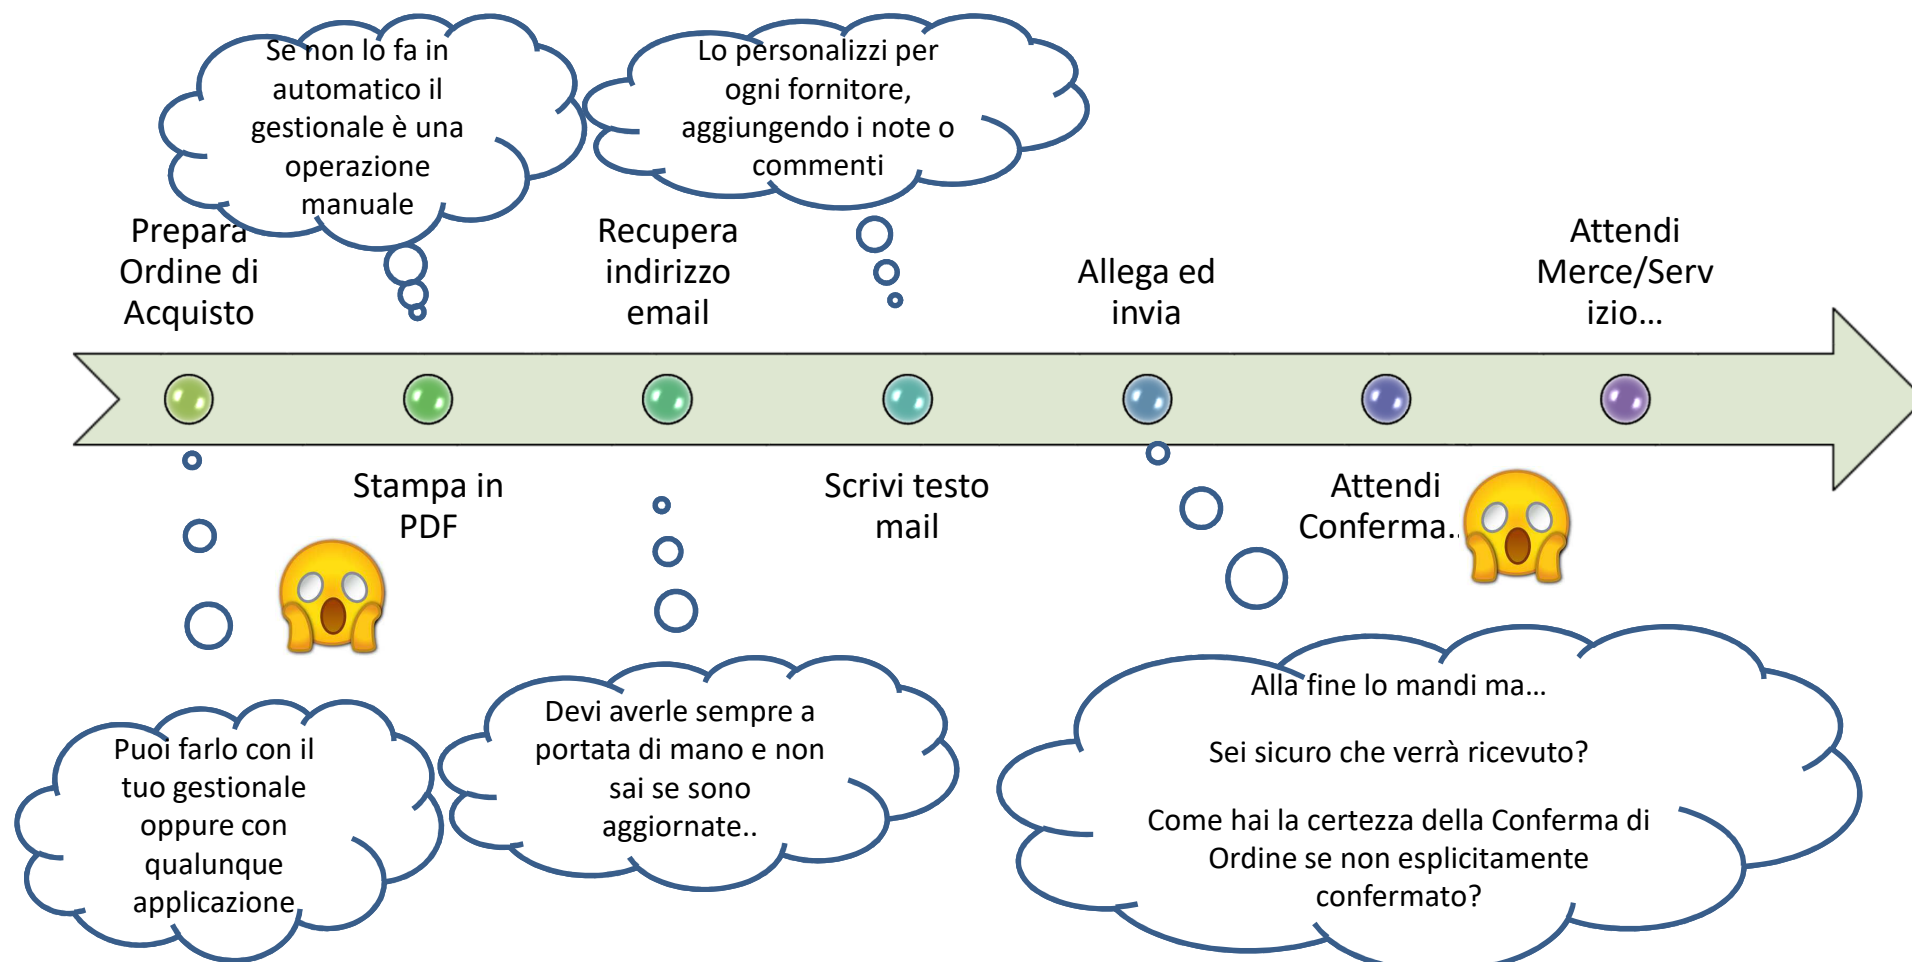 Se non lo fa in
automatico il
gestionale è una
operazione
manuale
Lo personalizzi per
ogni fornitore,
aggiungendo i note o
commenti
Prepara
Ordine di
Acquisto
Recupera
indirizzo
email
Allega ed
invia
Attendi
Merce/Serv
izio...
Stampa in
PDF
Scrivi testo
mail
Attendi
Conferma..
Puoi farlo con il
tuo gestionale
oppure con
qualunque
applicazione
Devi averle sempre a
portata di mano e non
sai se sono
aggiornate..
Alla fine lo mandi ma...
Sei sicuro che verrà ricevuto?
Come hai la certezza della Conferma di
Ordine se non esplicitamente
confermato?